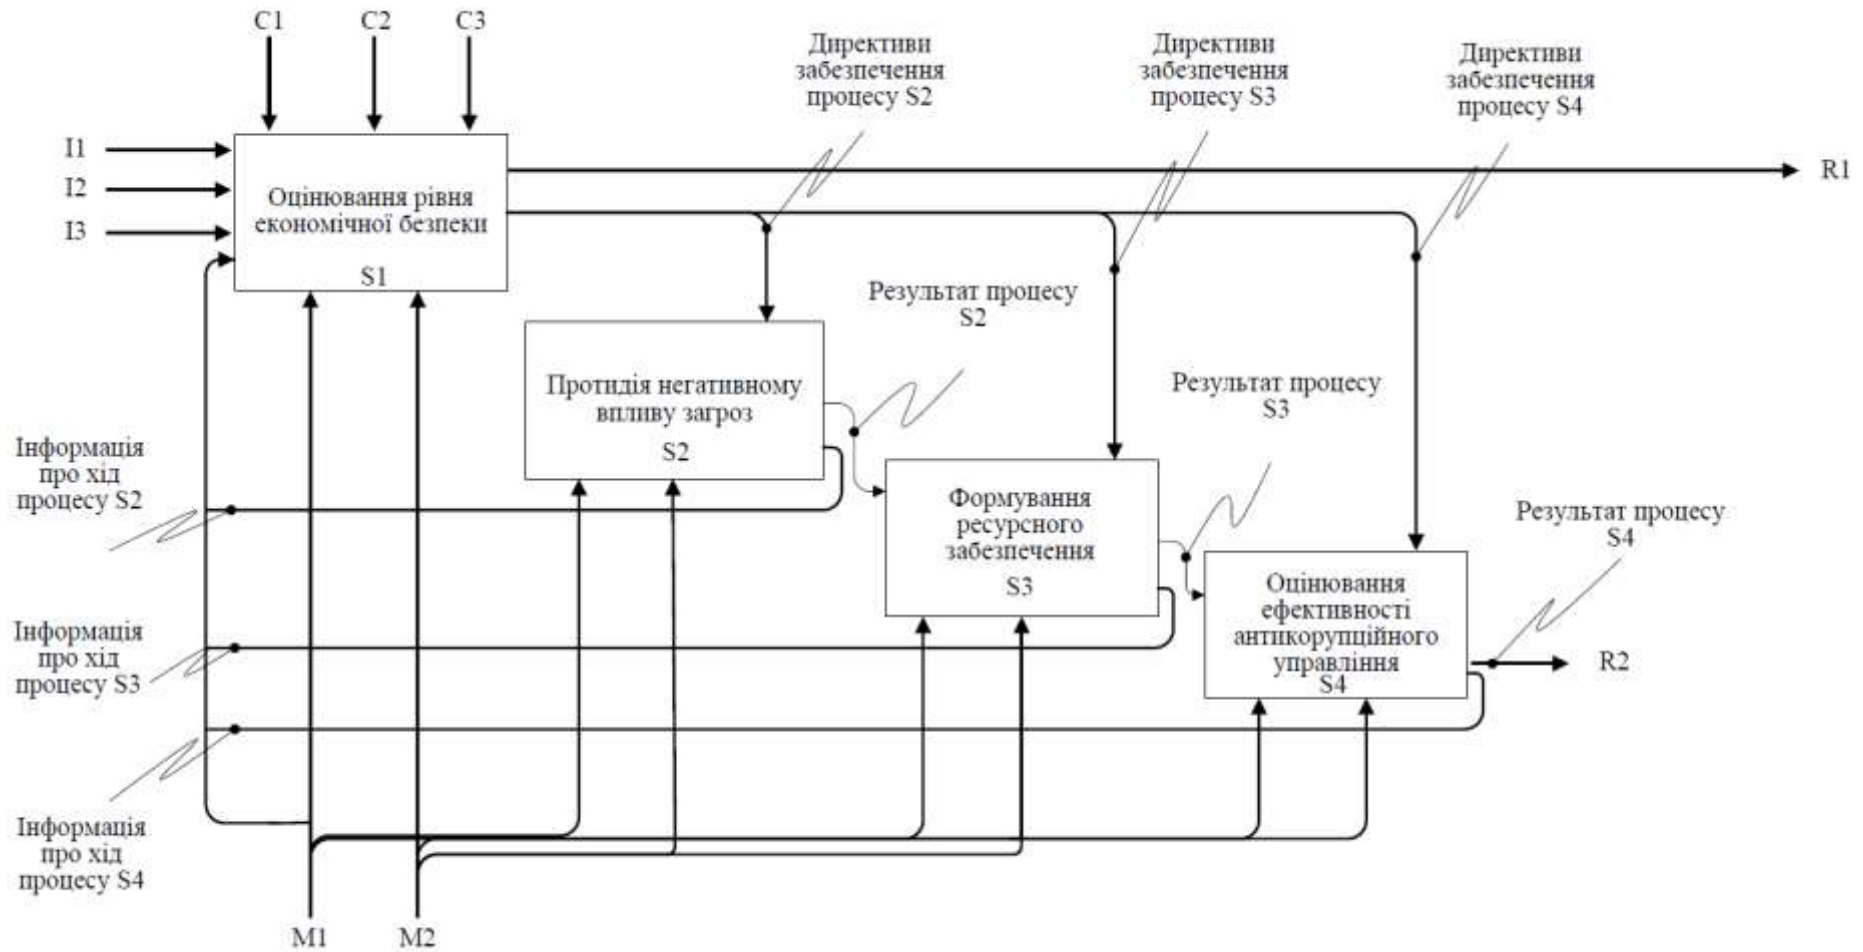 C1
C2
C3
Директиви
забезпечення
процесу S2
Директиви
забезпечення
процесу S3
Директиви
забезпечення
процесу S4
I1
I2
I3
R1
Оцінювання рівня
економічної безпеки
S1
Результат процесу
S2
Протидія негативному
впливу загроз
S2
Результат процесу
S3
Інформація
про хід
процесу S2
Формування
ресурсного
забезпечення
S3
Результат процесу
S4
Оцінювання
ефективності
антикорупційного
управління
S4
R2
Інформація
про хід
процесу S3
Інформація
про хід
процесу S4
M1
M2